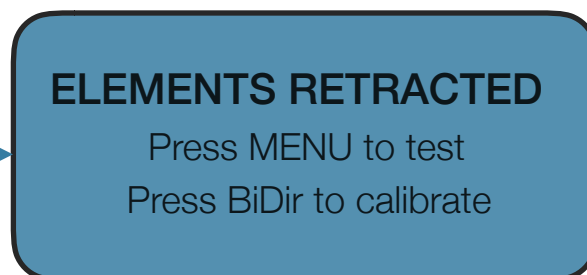 ELEMENTS RETRACTED
Press MENU to test
Press BiDir to calibrate